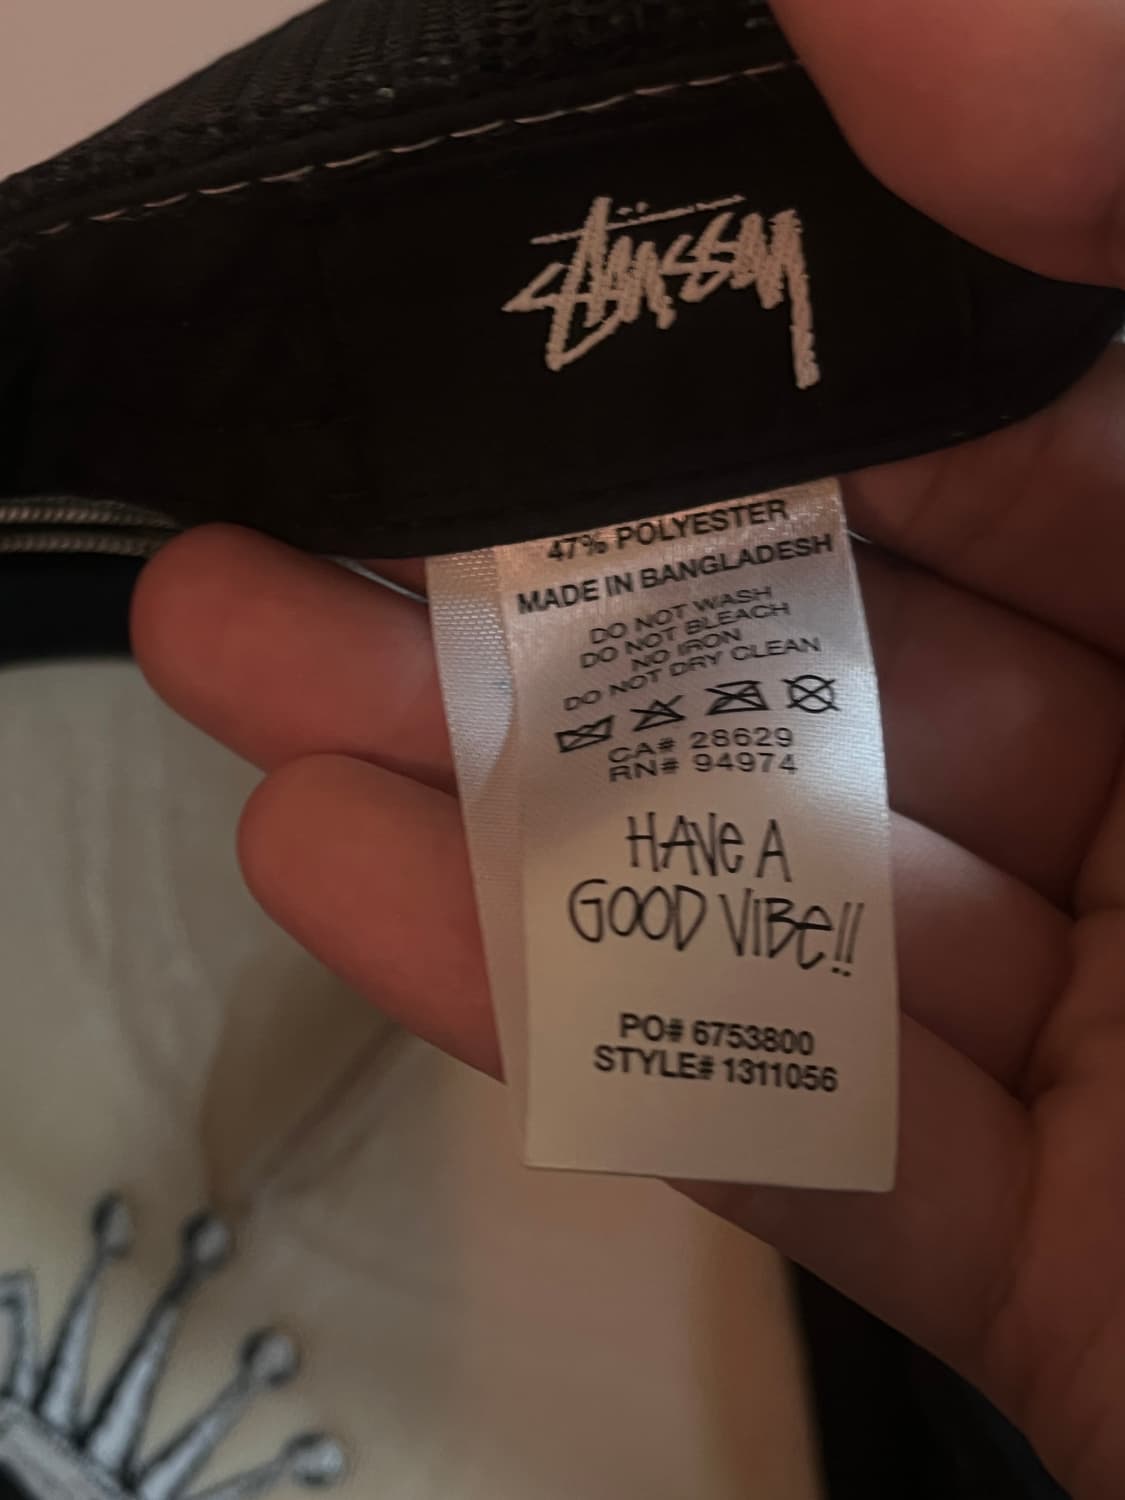 Stüssy
47% POLYESTER
MADE IN BANGLADESH
DO NOT WASH
DO NOT BLEACH
NO IRON
DO NOT DRY CLEAN
CA# 28629
RN# 94974
HAVe A
GOOD ViBe!!
PO# 6753800
STYLE# 1311056